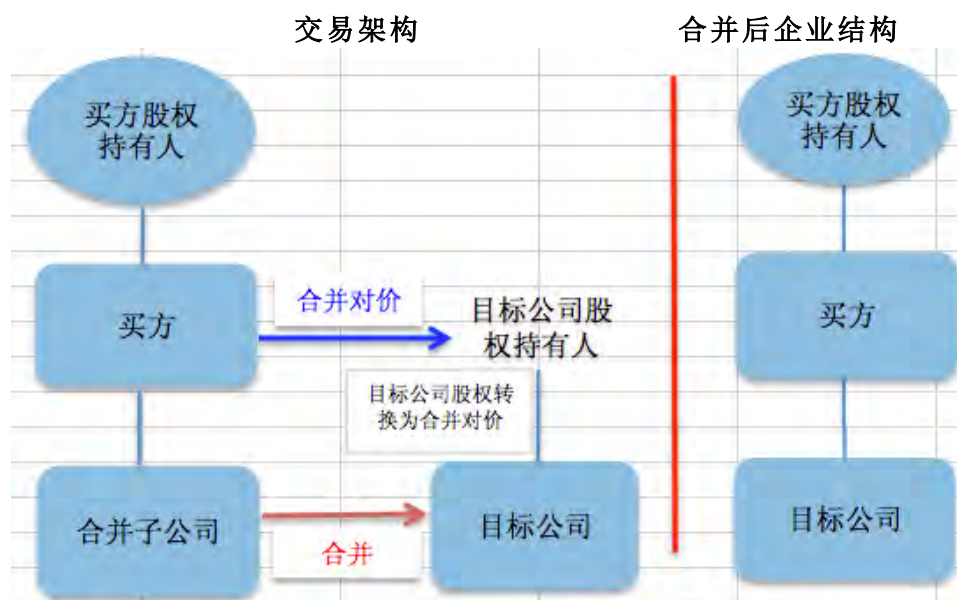 交易架构
合并后企业结构
买方股权
持有人
买方
合并对价
目标公司股
权持有人
目标公司股权转
换为合并对价
合并子公司
合并
目标公司
买方股权
持有人
买方
目标公司